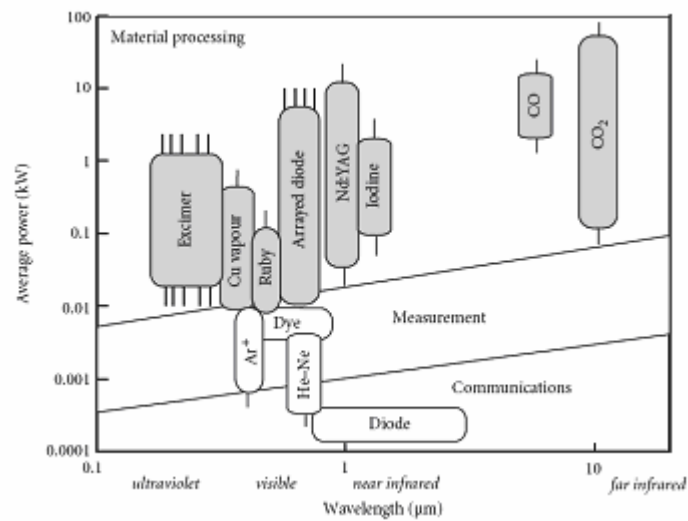 Material processing
100
10
1
0.1
0.01
0.001
0.0001
Average power (kW)
Excimer
Cu vapour
Ruby
Arrayed diode
Nd:YAG
Iodine
CO
CO₂
Dye
Ar⁺
He–Ne
Diode
Measurement
Communications
0.1
1
10
ultraviolet
visible
near infrared
far infrared
Wavelength (μm)